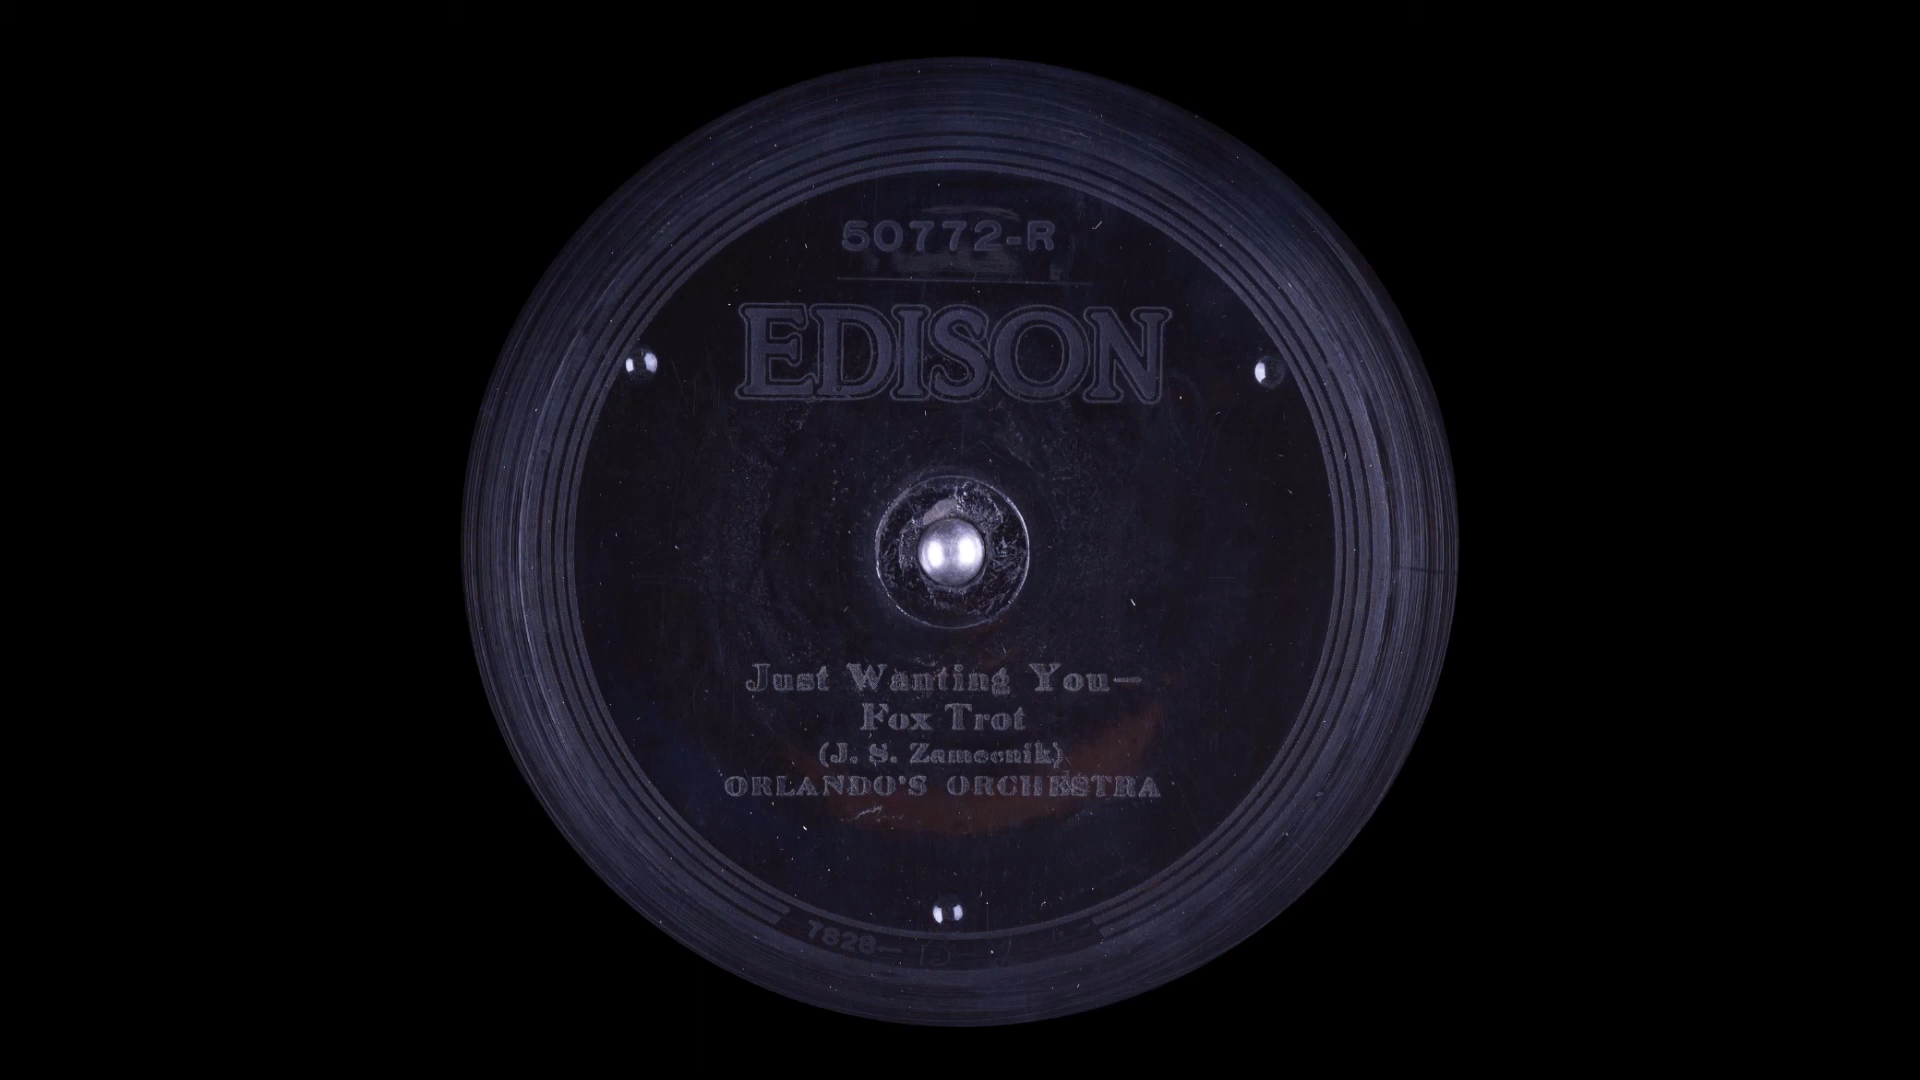 50772-R
EDISON
Just Wanting You—
Fox Trot
(J. S. Zamecnik)
ORLANDO'S ORCHESTRA
7828—